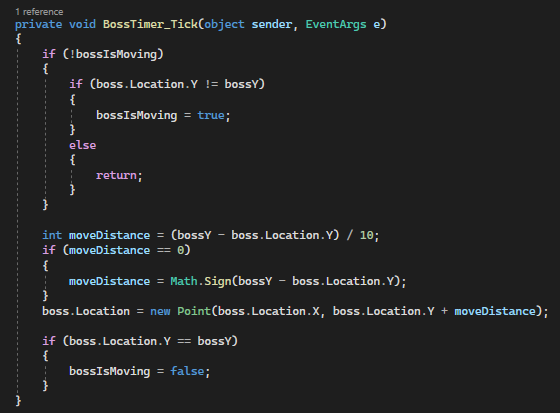 1 reference
private void BossTimer_Tick(object sender, EventArgs e)
{
    if (!bossIsMoving)
    {
        if (boss.Location.Y != bossY)
        {
            bossIsMoving = true;
        }
        else
        {
            return;
        }
    }

    int moveDistance = (bossY - boss.Location.Y) / 10;
    if (moveDistance == 0)
    {
        moveDistance = Math.Sign(bossY - boss.Location.Y);
    }
    boss.Location = new Point(boss.Location.X, boss.Location.Y + moveDistance);

    if (boss.Location.Y == bossY)
    {
        bossIsMoving = false;
    }
}